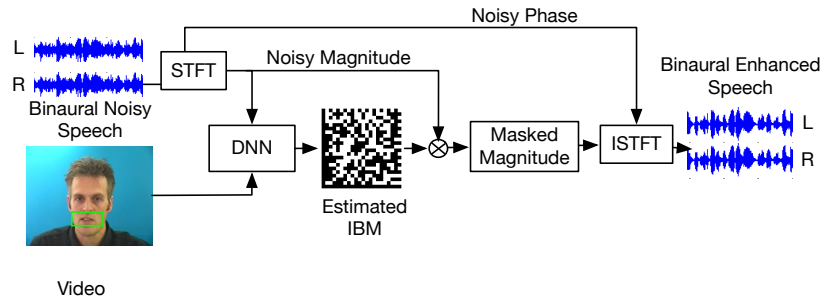 Noisy Phase
L
STFT
Noisy Magnitude
R
Binaural Noisy
Speech
Binaural Enhanced
Speech
L
R
DNN
Masked
Magnitude
ISTFT
Estimated
IBM
Video